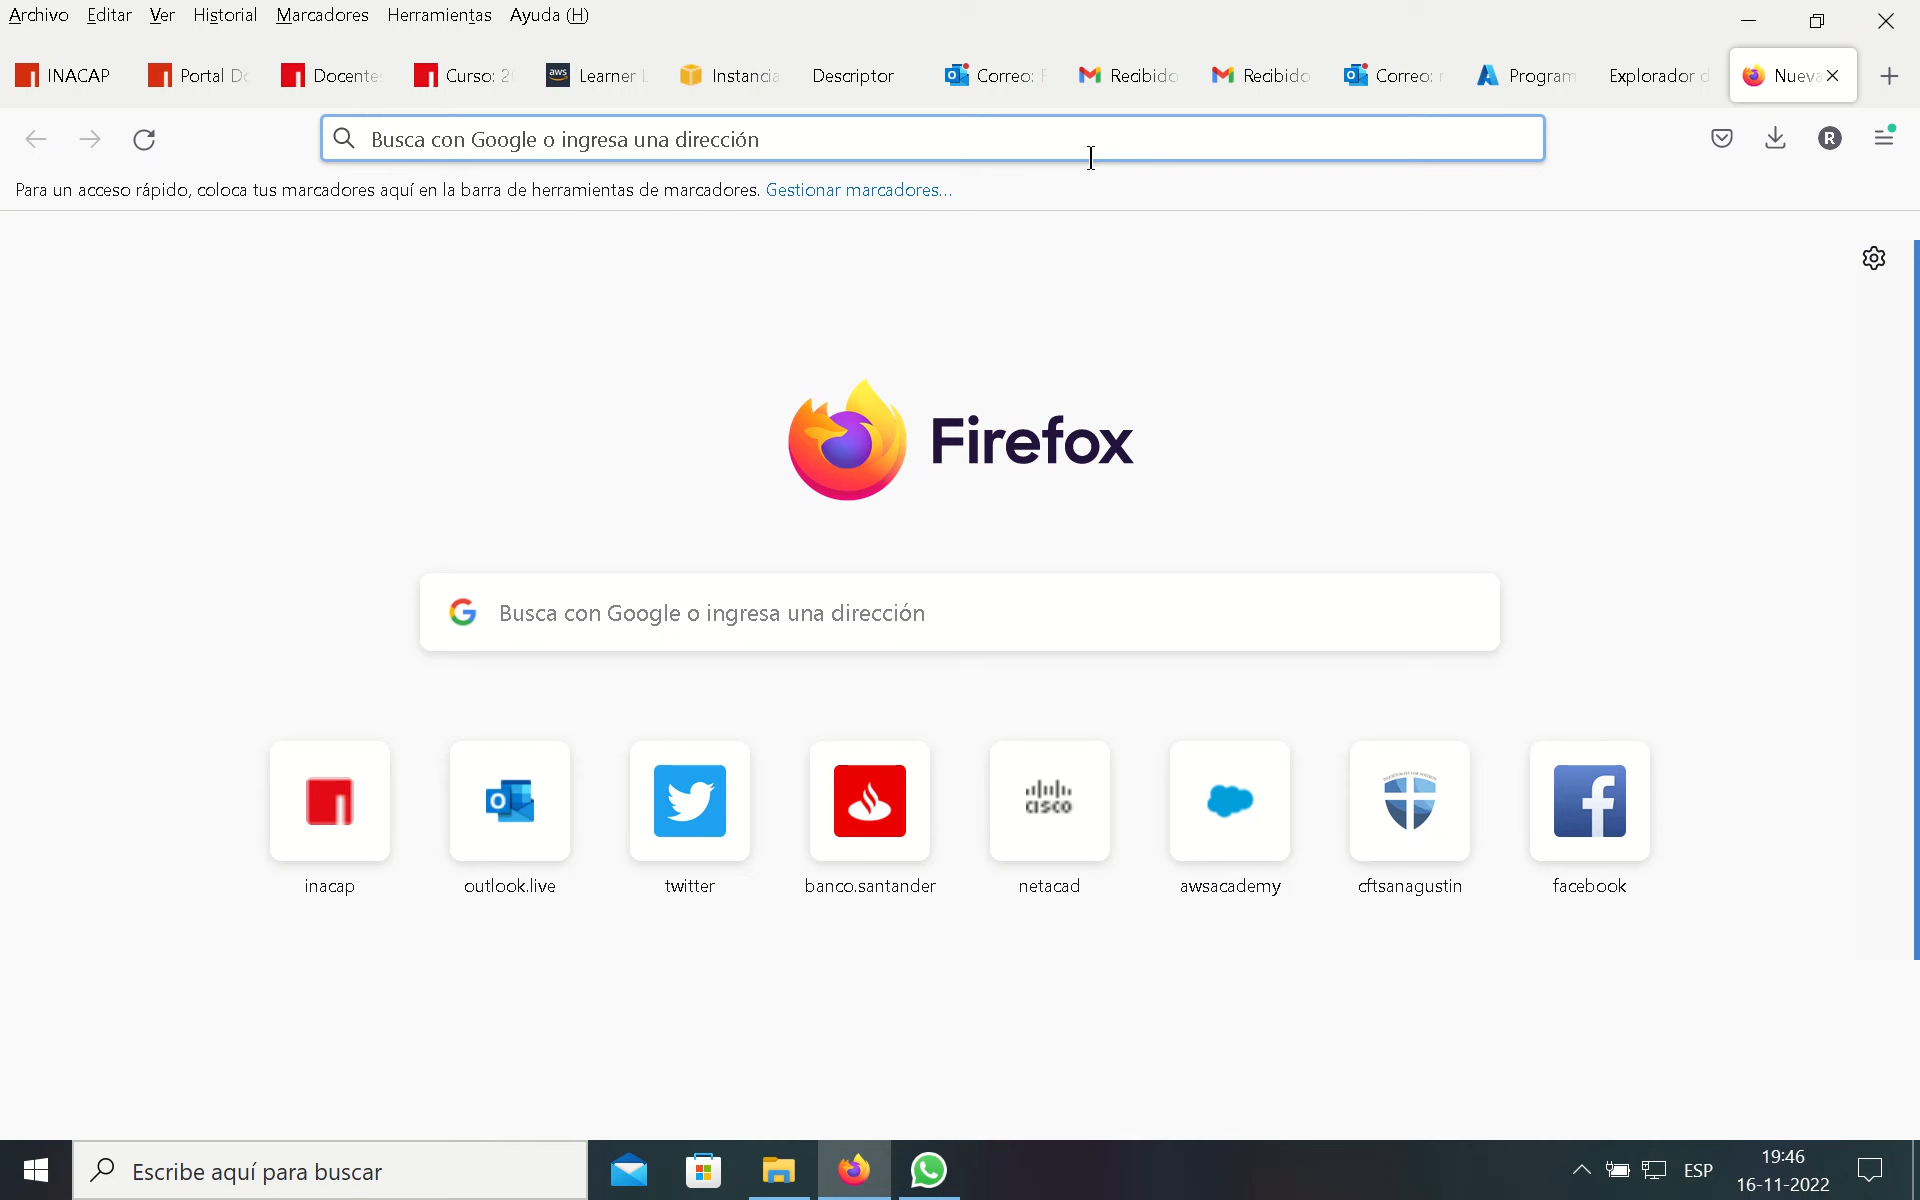 Archivo Editar Ver Historial Marcadores Herramientas Ayuda (H)
INACAP Portal Do Docente Curso: 2 aws Learner L Instancia Descriptor Correo: Recibido Recibido Correo: Program Explorador d Nueva
Busca con Google o ingresa una dirección
R
Para un acceso rápido, coloca tus marcadores aquí en la barra de herramientas de marcadores. Gestionar marcadores...
Firefox
Busca con Google o ingresa una dirección
cisco
inacap outlook.live twitter banco.santander netacad awsacademy cftsanagustin facebook
Escribe aquí para buscar
ESP
19:46
16-11-2022